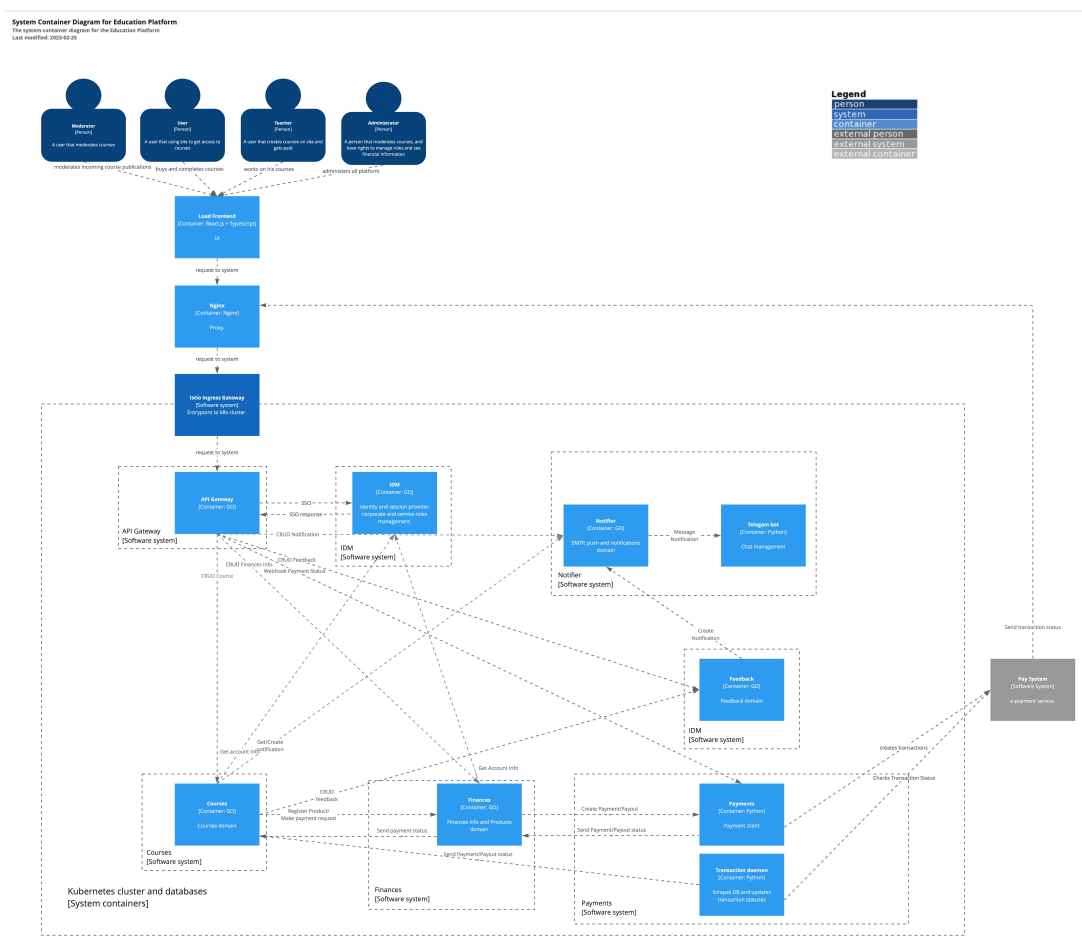 System Container Diagram for Education Platform
The system container diagram for the Education Platform
Last modified: 2023-02-25
Legend
person
system
container
external person
external system
external container
Moderator
[Person]
A user that moderates courses
User
[Person]
A user that using site to get access to
courses
Teacher
[Person]
A user that creates courses on site and
gets paid
Administrator
[Person]
A person that moderates courses, and
have rights to manage roles and see
financial information
moderates incoming course publications
buys and completes courses
works on his courses
administers all platform
Load Frontend
[Container: React.js + TypeScript]
UI
request to system
Nginx
[Container: Nginx]
Proxy.
request to system
Istio Ingress Gateway
[Software system]
Entrypoint to k8s cluster.
request to system
API Gateway
[Container: GO]
API Gateway
[Software system]
SSO
SSO response
IDM
[Container: GO]
Identity and session provider,
corporate and service roles
management.
IDM
[Software system]
CRUD Notification
Notifier
[Container: GO]
SMTP, push and notifications
domain
Message
Notification
Telegam bot
[Container: Python]
Chat management
Notifier
[Software system]
CRUD Feedback
CRUD Finances Info
Webhook Payment Status
CRUD Cource
Create
Notification
Send transaction status
Feedback
[Container: GO]
Feedback domain
IDM
[Software system]
Pay System
[Software System]
e-payment service.
Get account info
Get/Create
notification
Get Account Info
creates transactions
Checks Transaction Status
Courses
[Container: GO]
Courses domain
Courses
[Software system]
CRUD
feedback
Register Product/
Make payment request
Send payment status
Finances
[Container: GO]
Finances info and Products
domain
Finances
[Software system]
Create Payment/Payout
Send Payment/Payout status
Send Payment/Payout status
Payments
[Container: Python]
Payment client
Transaction daemon
[Container: Python]
Scrapes DB and updates
transaction statuses
Payments
[Software system]
Kubernetes cluster and databases
[System containers]